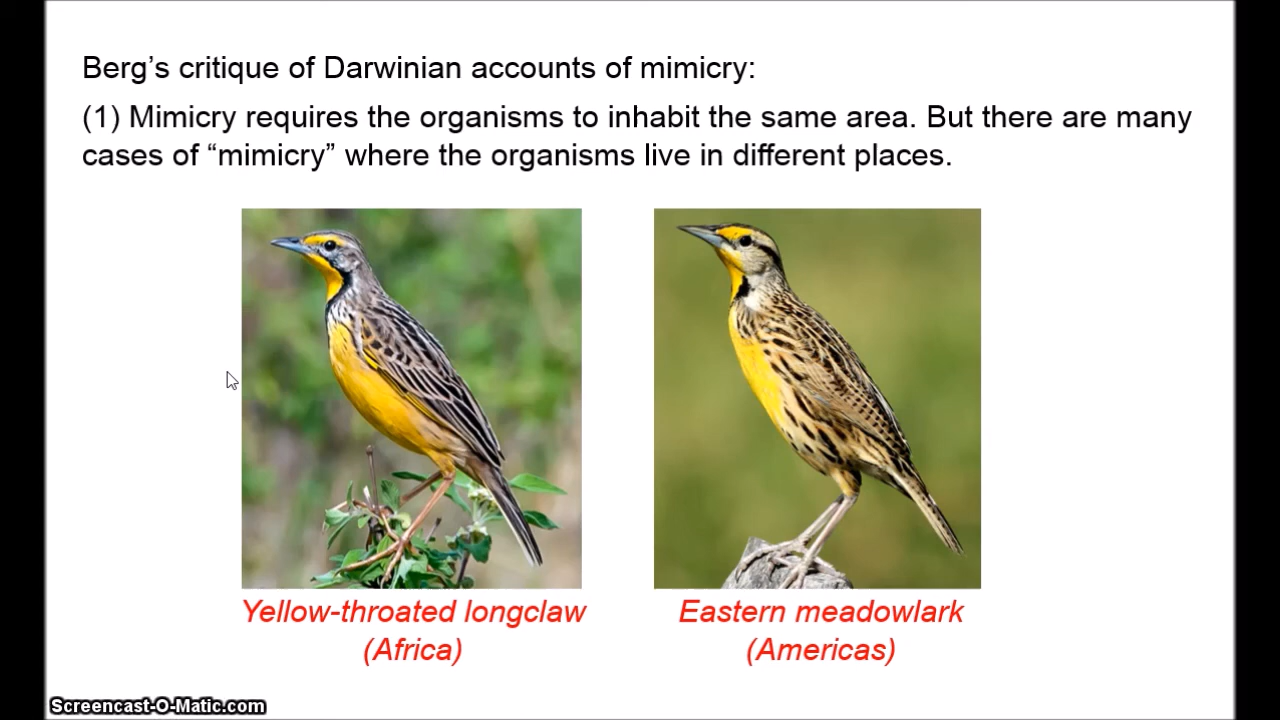 Berg’s critique of Darwinian accounts of mimicry:
(1) Mimicry requires the organisms to inhabit the same area. But there are many
cases of “mimicry” where the organisms live in different places.
Yellow-throated longclaw
(Africa)
Eastern meadowlark
(Americas)
Screencast-O-Matic.com